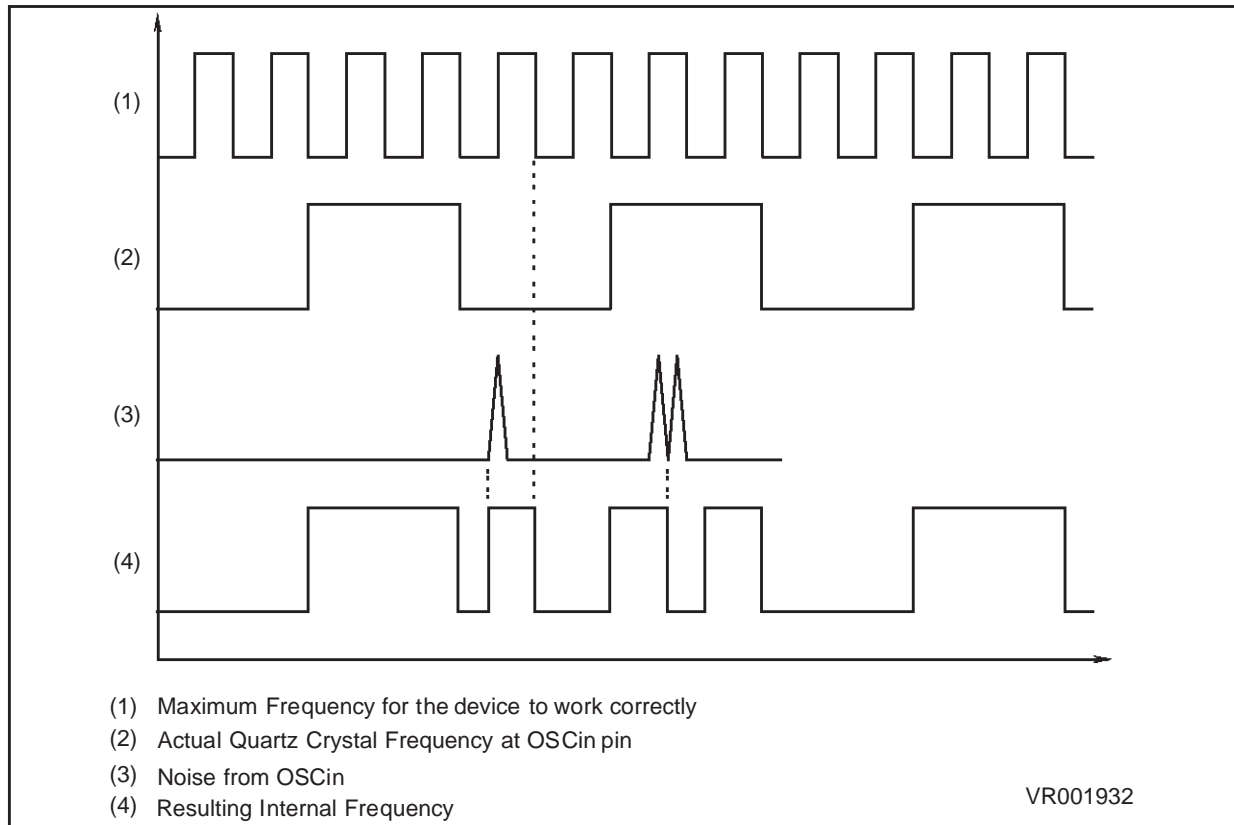 (1)
(2)
(3)
(4)
(1) Maximum Frequency for the device to work correctly
(2) Actual Quartz Crystal Frequency at OSCin pin
(3) Noise from OSCin
(4) Resulting Internal Frequency
VR001932